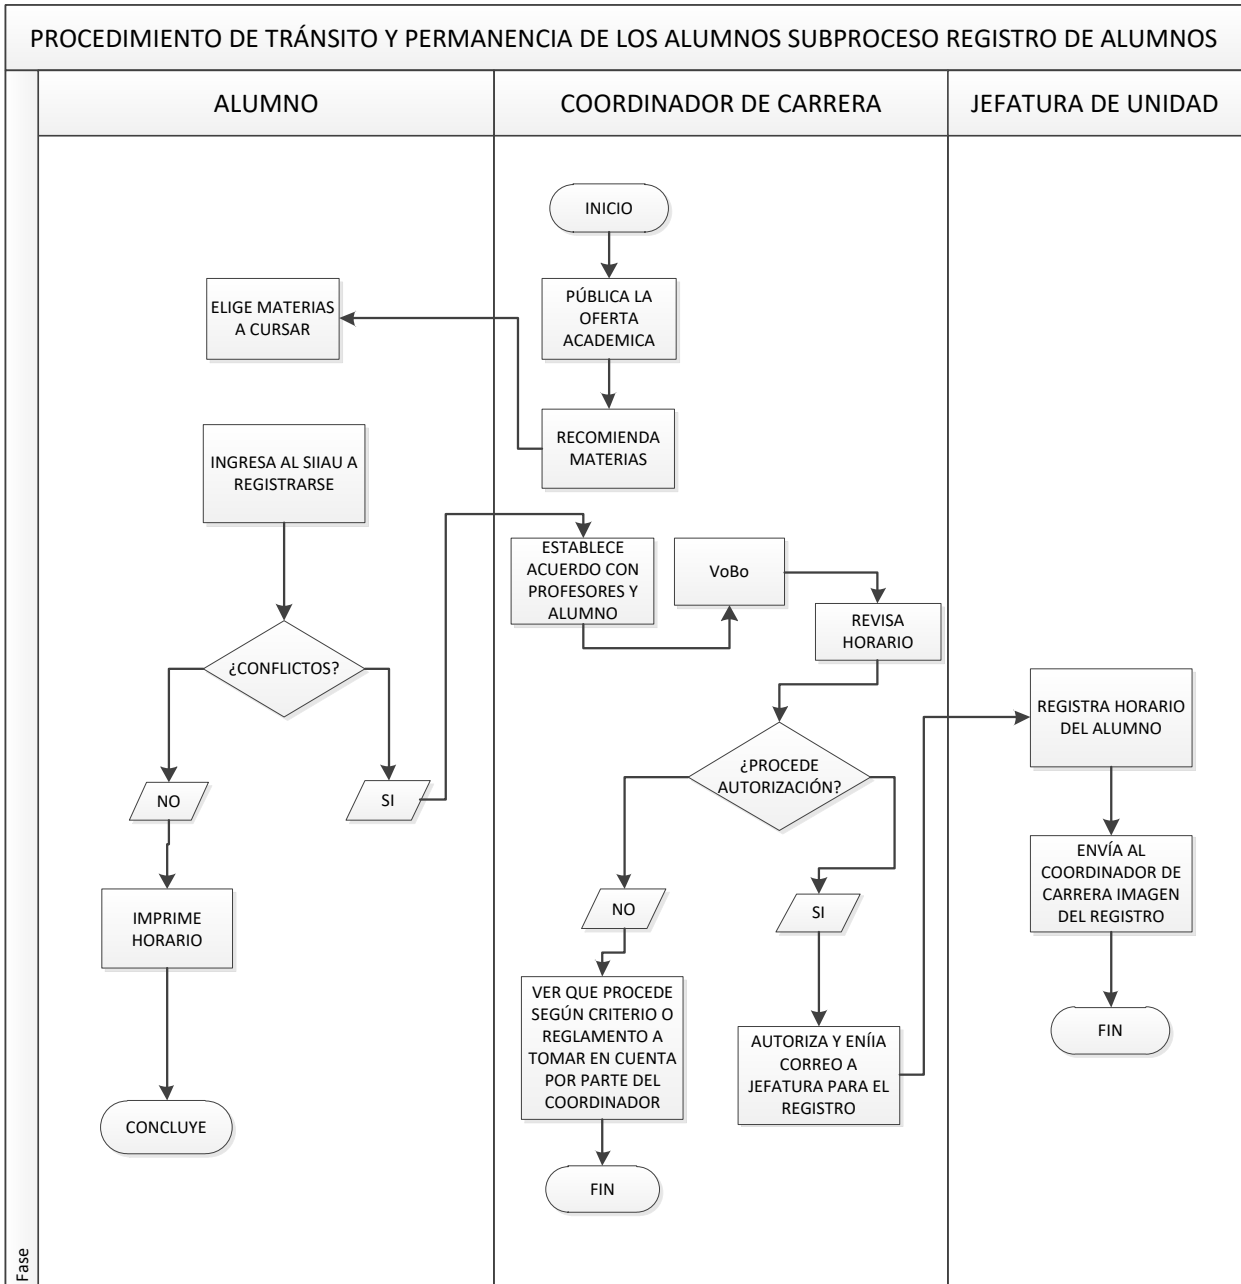 PROCEDIMIENTO DE TRÁNSITO Y PERMANENCIA DE LOS ALUMNOS SUBPROCESO REGISTRO DE ALUMNOS
ALUMNO
COORDINADOR DE CARRERA
JEFATURA DE UNIDAD
INICIO
PÚBLICA LA
OFERTA
ACADEMICA
RECOMIENDA
MATERIAS
ELIGE MATERIAS
A CURSAR
INGRESA AL SIIAU A
REGISTRARSE
¿CONFLICTOS?
NO
SI
IMPRIME
HORARIO
CONCLUYE
ESTABLECE
ACUERDO CON
PROFESORES Y
ALUMNO
VoBo
REVISA
HORARIO
¿PROCEDE
AUTORIZACIÓN?
NO
SI
VER QUE PROCEDE
SEGÚN CRITERIO O
REGLAMENTO A
TOMAR EN CUENTA
POR PARTE DEL
COORDINADOR
FIN
AUTORIZA Y ENÍIA
CORREO A
JEFATURA PARA EL
REGISTRO
REGISTRA HORARIO
DEL ALUMNO
ENVÍA AL
COORDINADOR DE
CARRERA IMAGEN
DEL REGISTRO
FIN
Fase